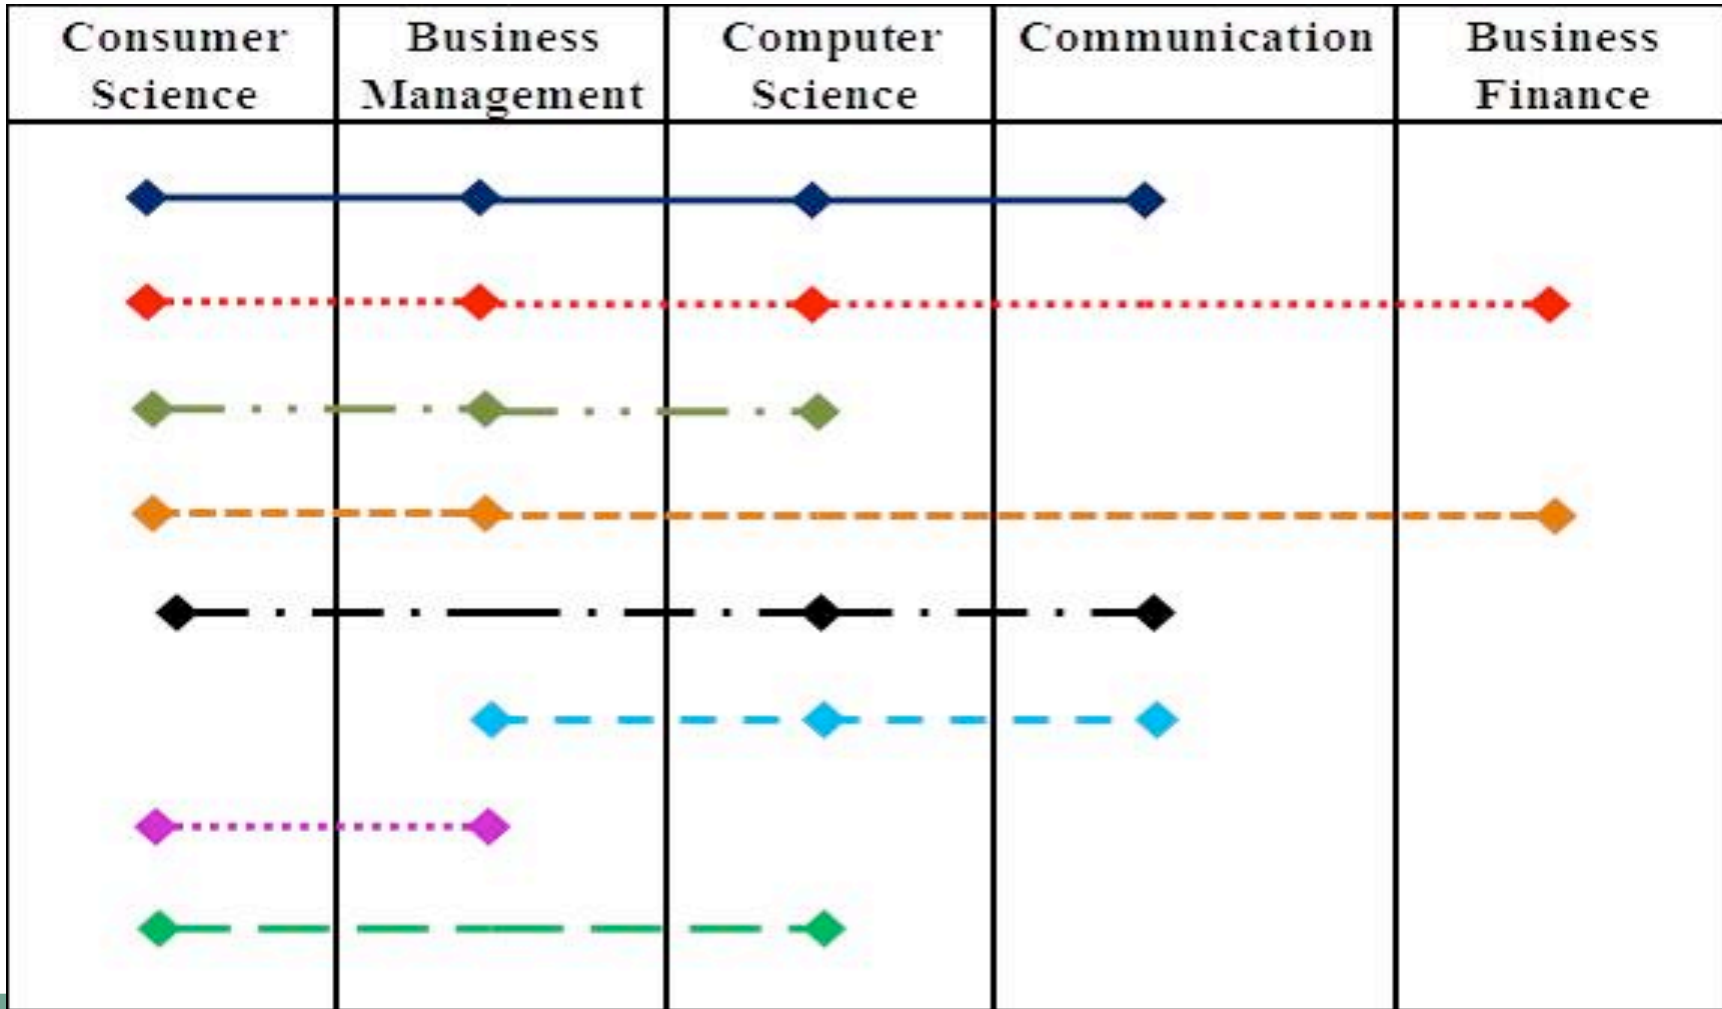 Consumer
Science
Business
Management
Computer
Science
Communication
Business
Finance